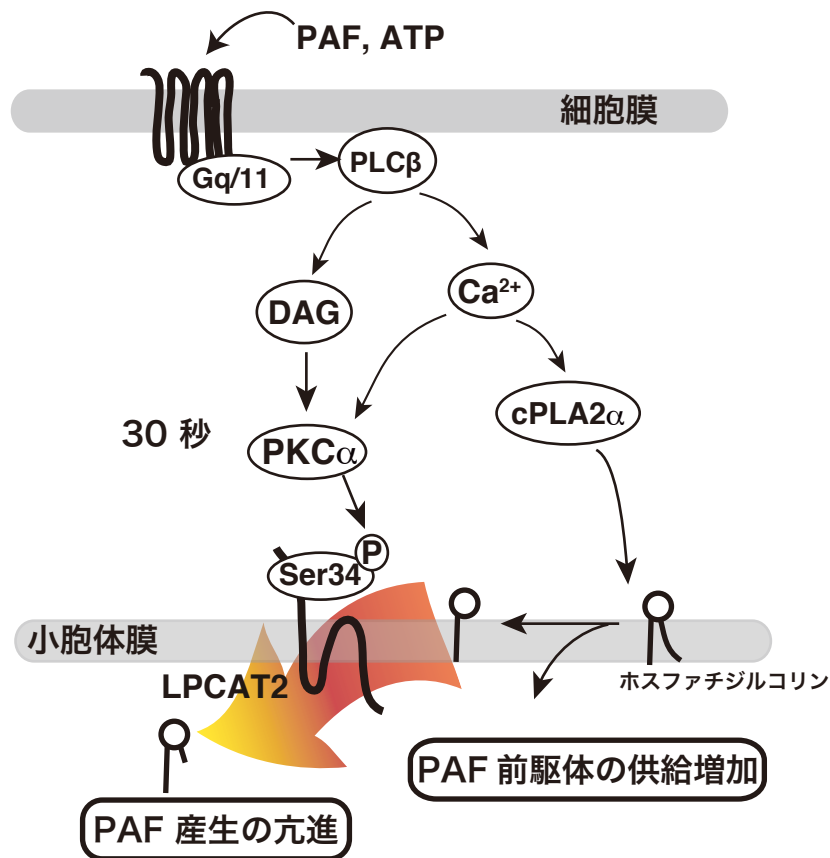 PAF, ATP
細胞膜
Gq/11
PLCβ
DAG
Ca²⁺
30 秒
PKCα
cPLA2α
P
Ser34
小胞体膜
LPCAT2
ホスファチジルコリン
PAF 前駆体の供給増加
PAF 産生の亢進